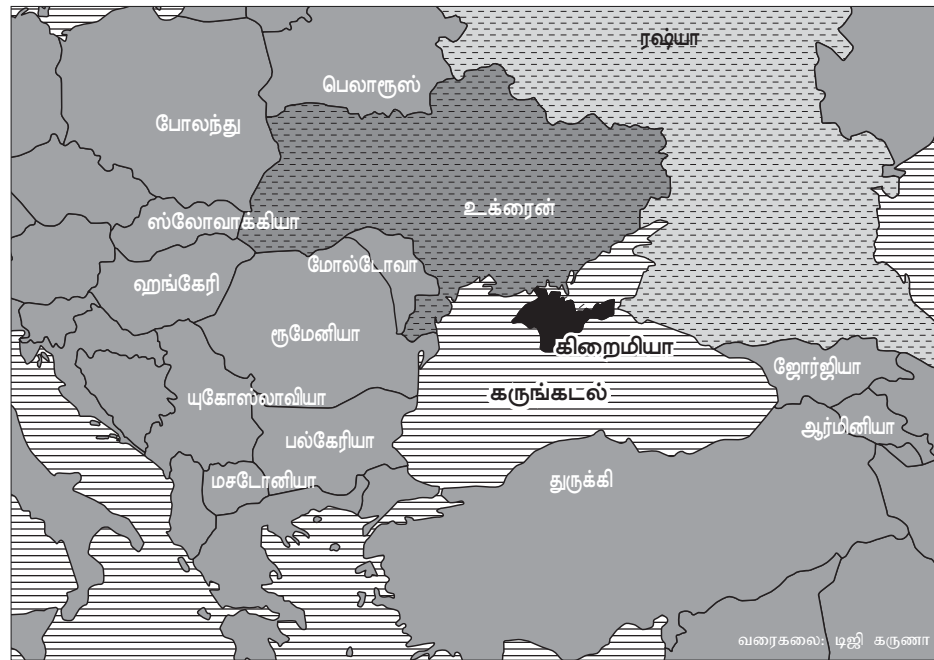 ரஷ்யா
பெலாரூஸ்
போலந்து
உக்ரைன்
ஸ்லோவாக்கியா
மோல்டோவா
ஹங்கேரி
ரூமேனியா
கிறைமியா
ஜோர்ஜியா
கருங்கடல்
யுகோஸ்லாவியா
ஆர்மினியா
பல்கேரியா
மசடோனியா
துருக்கி
வரைகலை: டிஜி கருணா